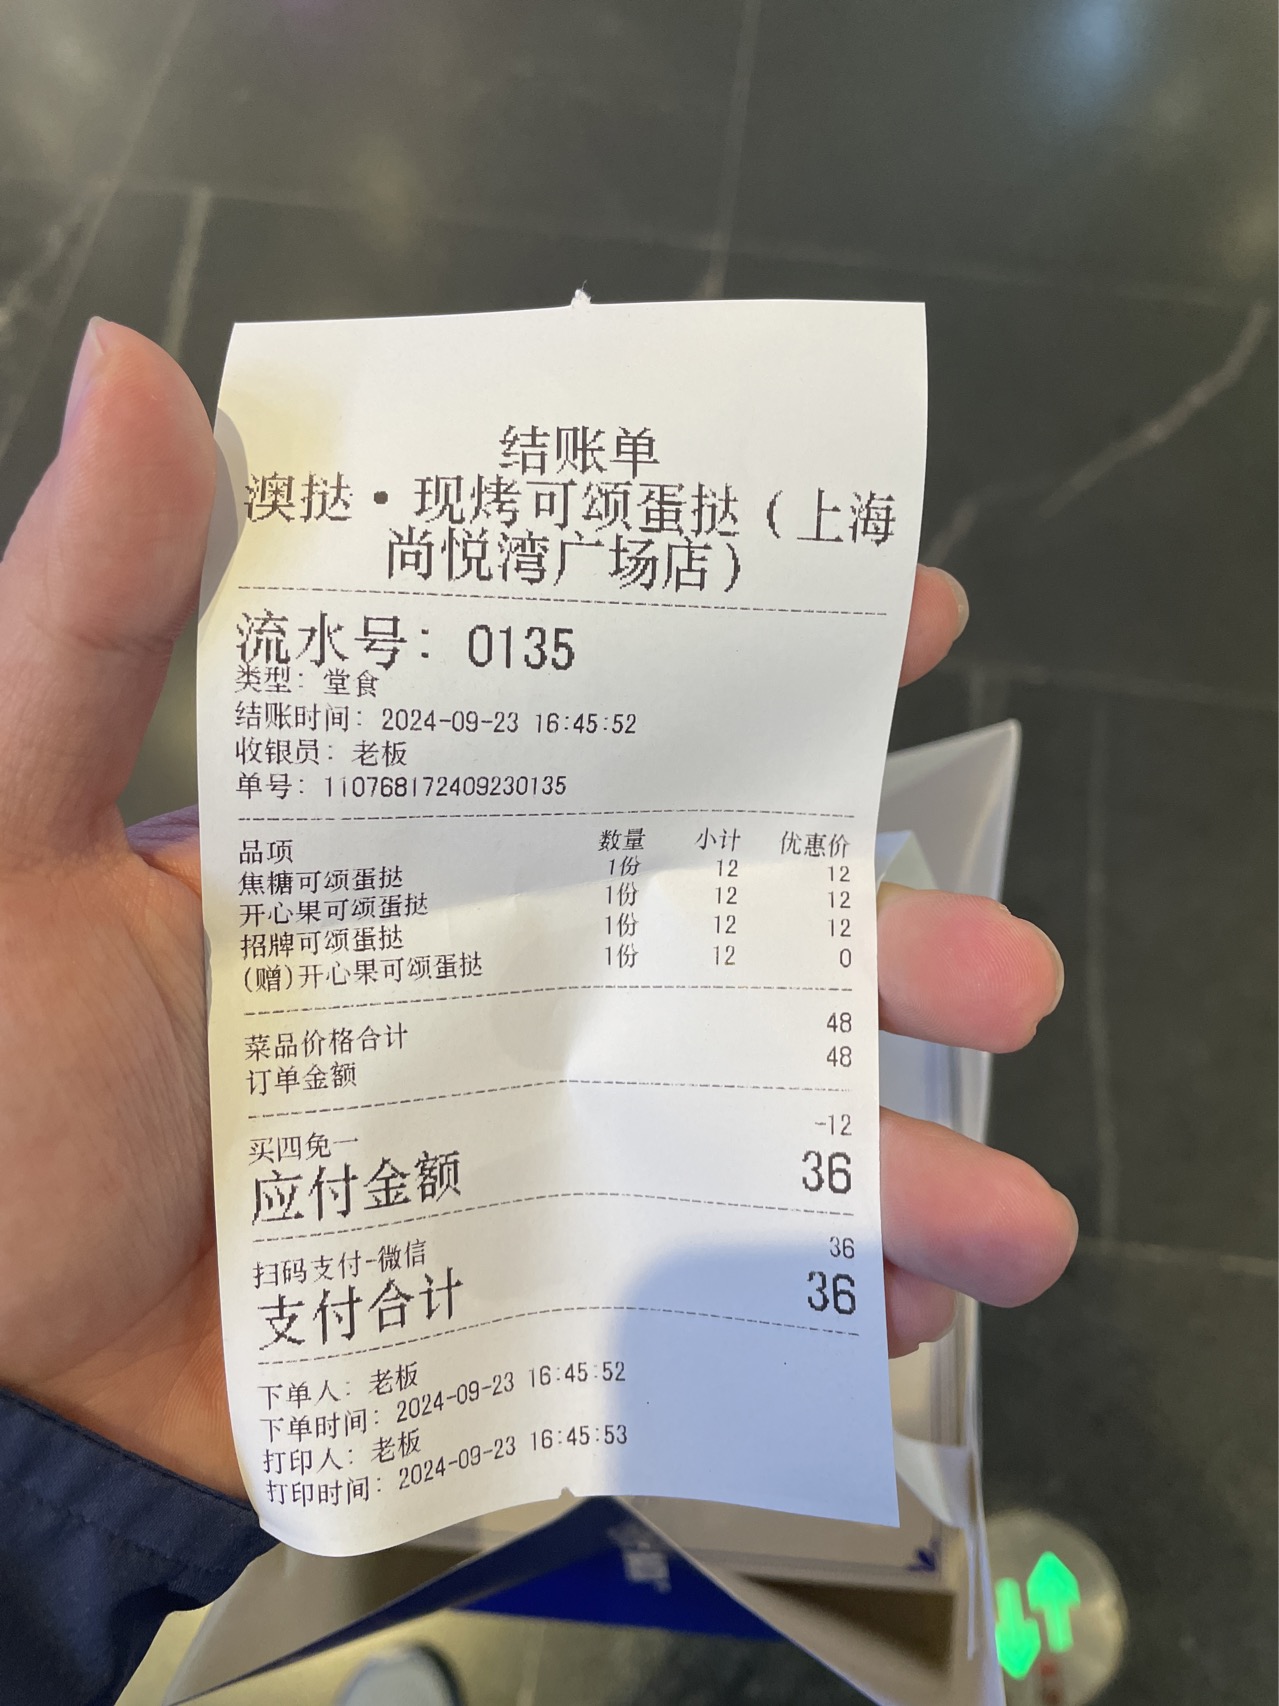 结账单
澳挞·现烤可颂蛋挞(上海
尚悦湾广场店)
流水号: 0135
类型: 堂食
结账时间: 2024-09-23 16:45:52
收银员: 老板
单号: 110768172409230135
品项 数量 小计 优惠价
焦糖可颂蛋挞 1份 12 12
开心果可颂蛋挞 1份 12 12
招牌可颂蛋挞 1份 12 12
(赠)开心果可颂蛋挞 1份 12 0
菜品价格合计 48
订单金额 48
买四免一 -12
应付金额 36
扫码支付-微信 36
支付合计 36
下单人: 老板
下单时间: 2024-09-23 16:45:52
打印人: 老板
打印时间: 2024-09-23 16:45:53